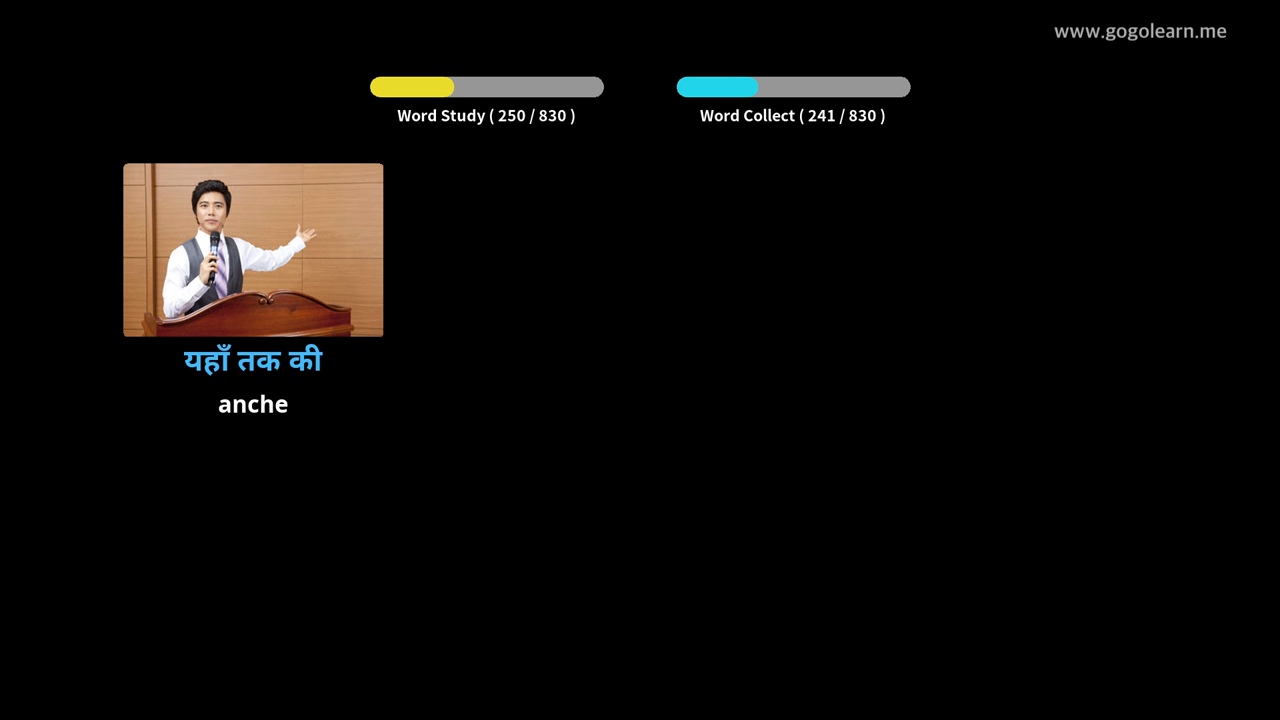 www.gogolearn.me
Word Study ( 250 / 830 )
Word Collect ( 241 / 830 )
यहाँ तक की
anche